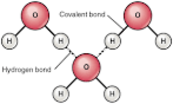 O Covalent bond O
H H H H
O
Hydrogen bond
H H